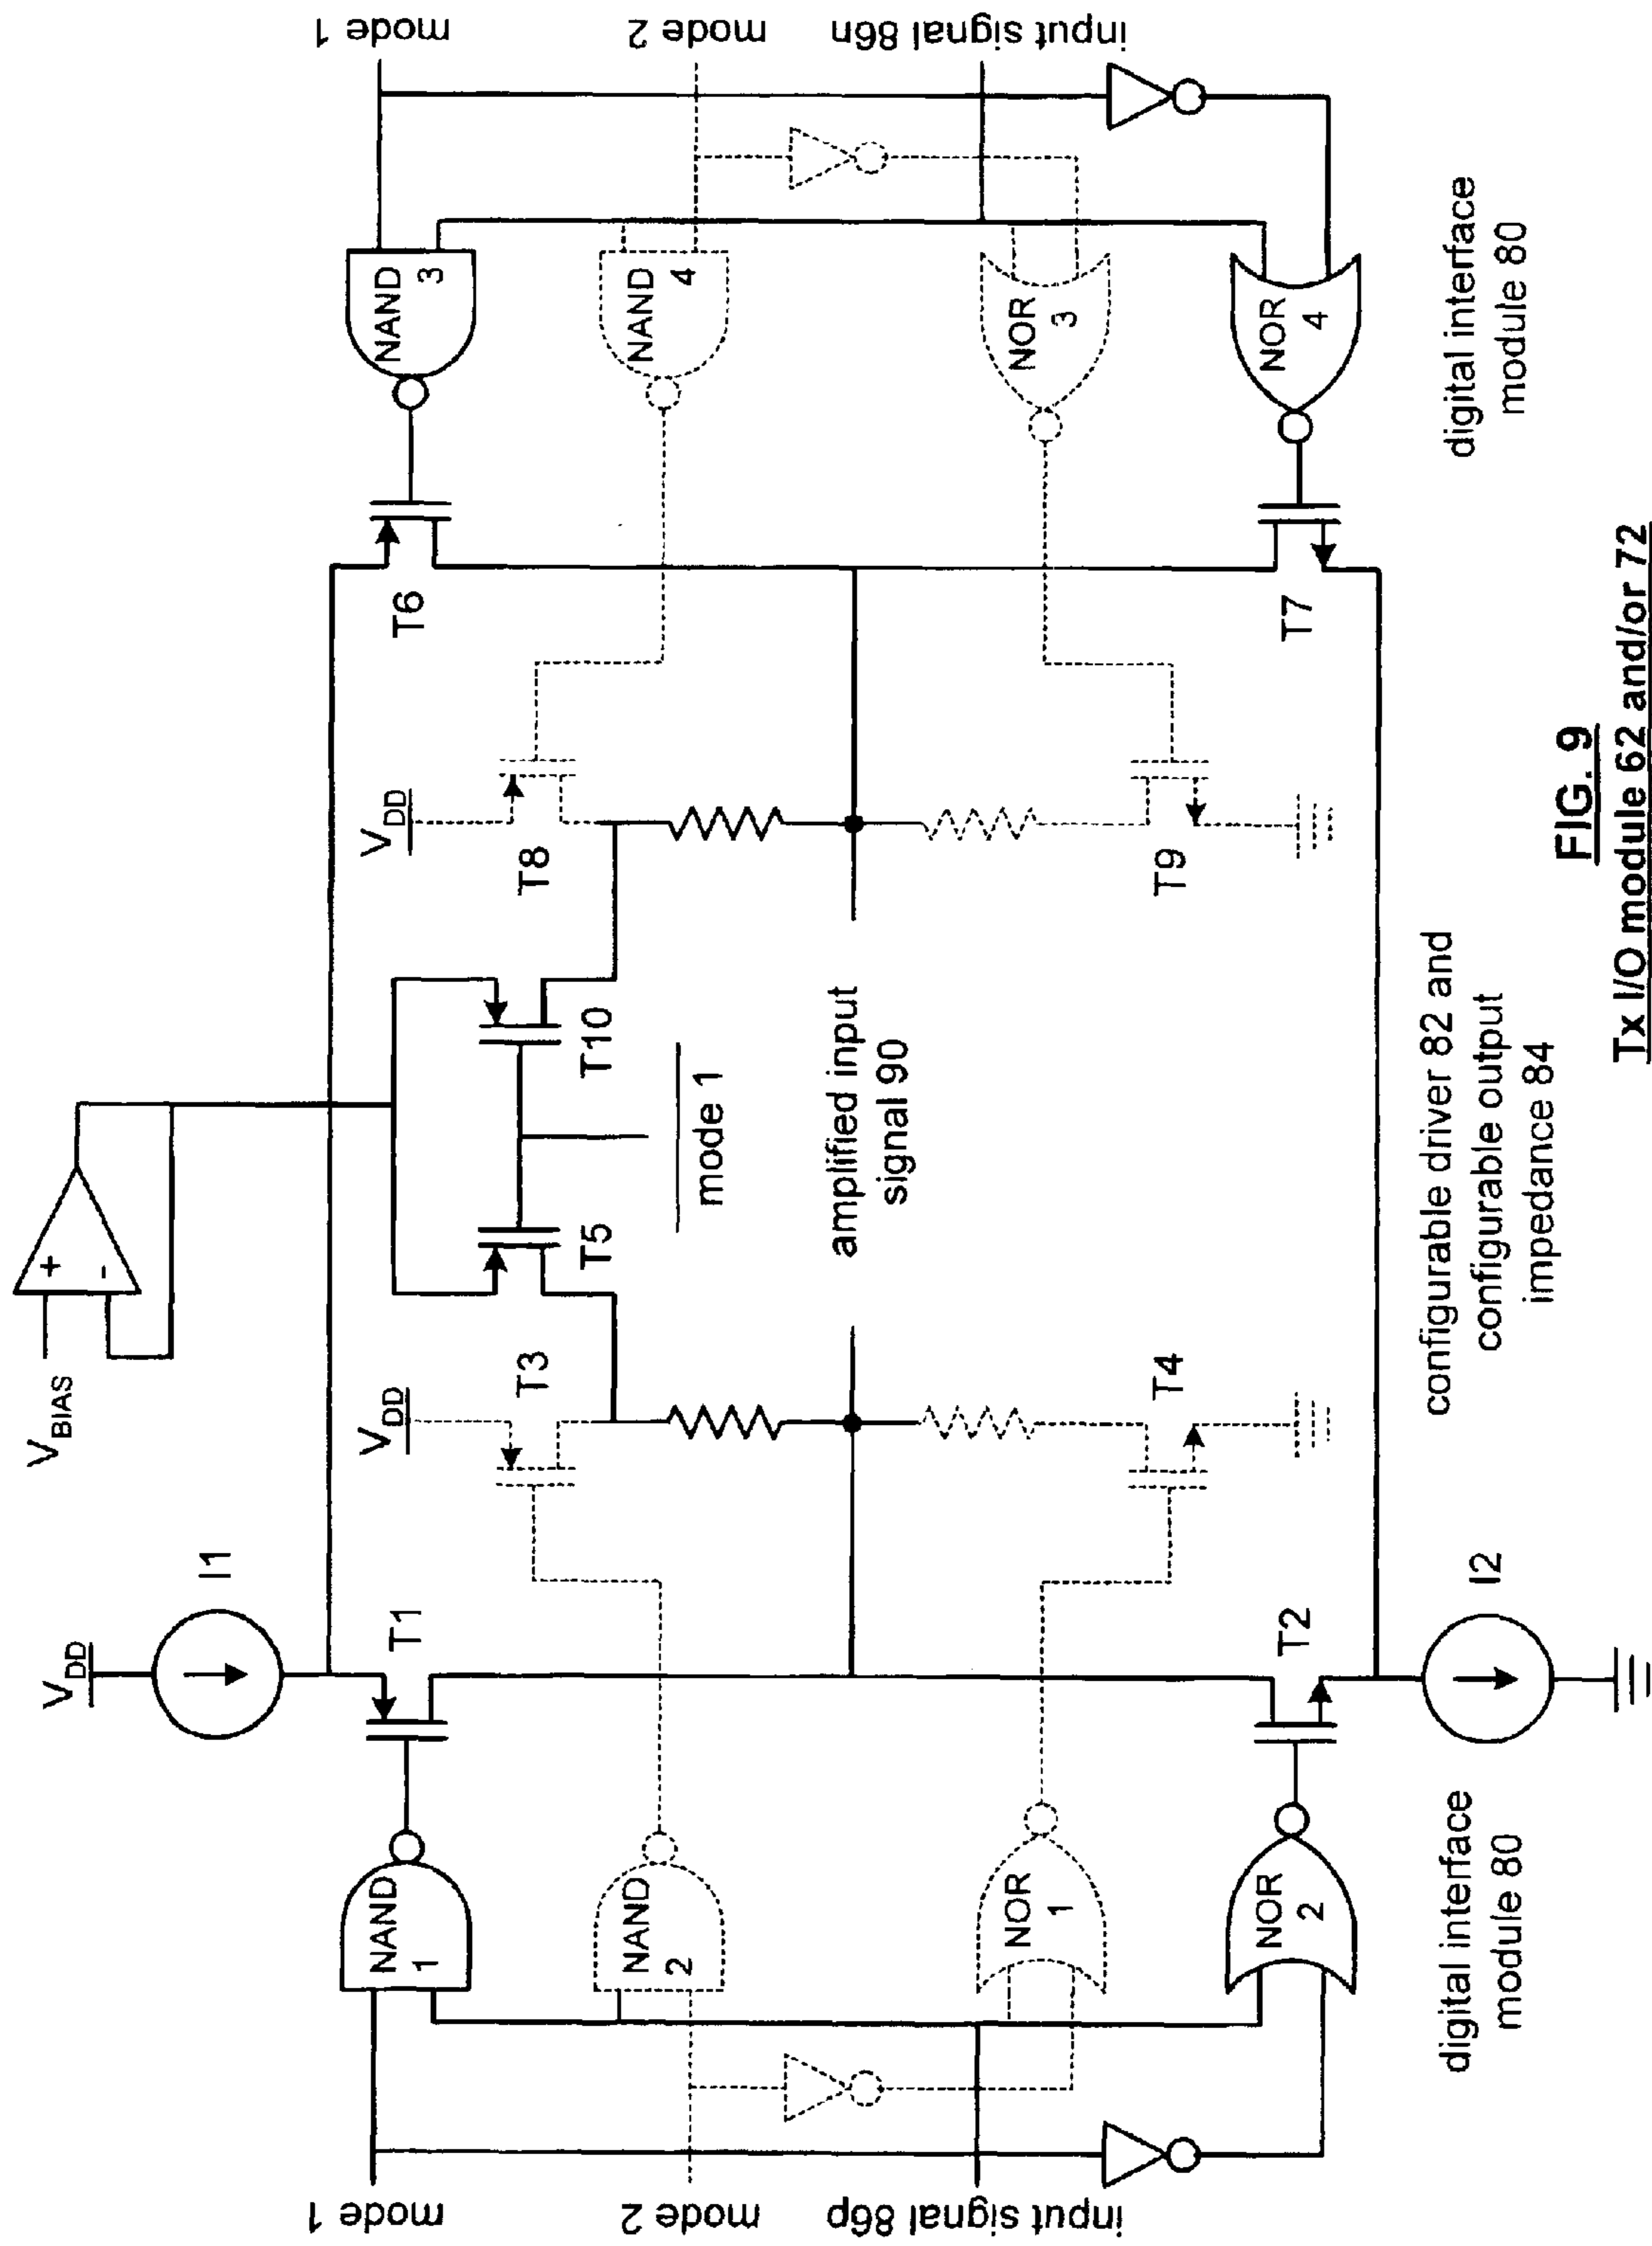 V_BIAS
+
-
V_DD
I1
mode 1
mode 2
input signal 86p
NAND
1
NAND
2
NOR
1
NOR
2
T1
T2
V_DD
T3
T4
T5
T10
mode 1
amplified input
signal 90
V_DD
T8
T9
T6
T7
NAND
3
NAND
4
NOR
3
NOR
4
mode 1
mode 2
input signal 86n
I2
digital interface
module 80
configurable driver 82 and
configurable output
impedance 84
digital interface
module 80
FIG. 9
Tx I/O module 62 and/or 72